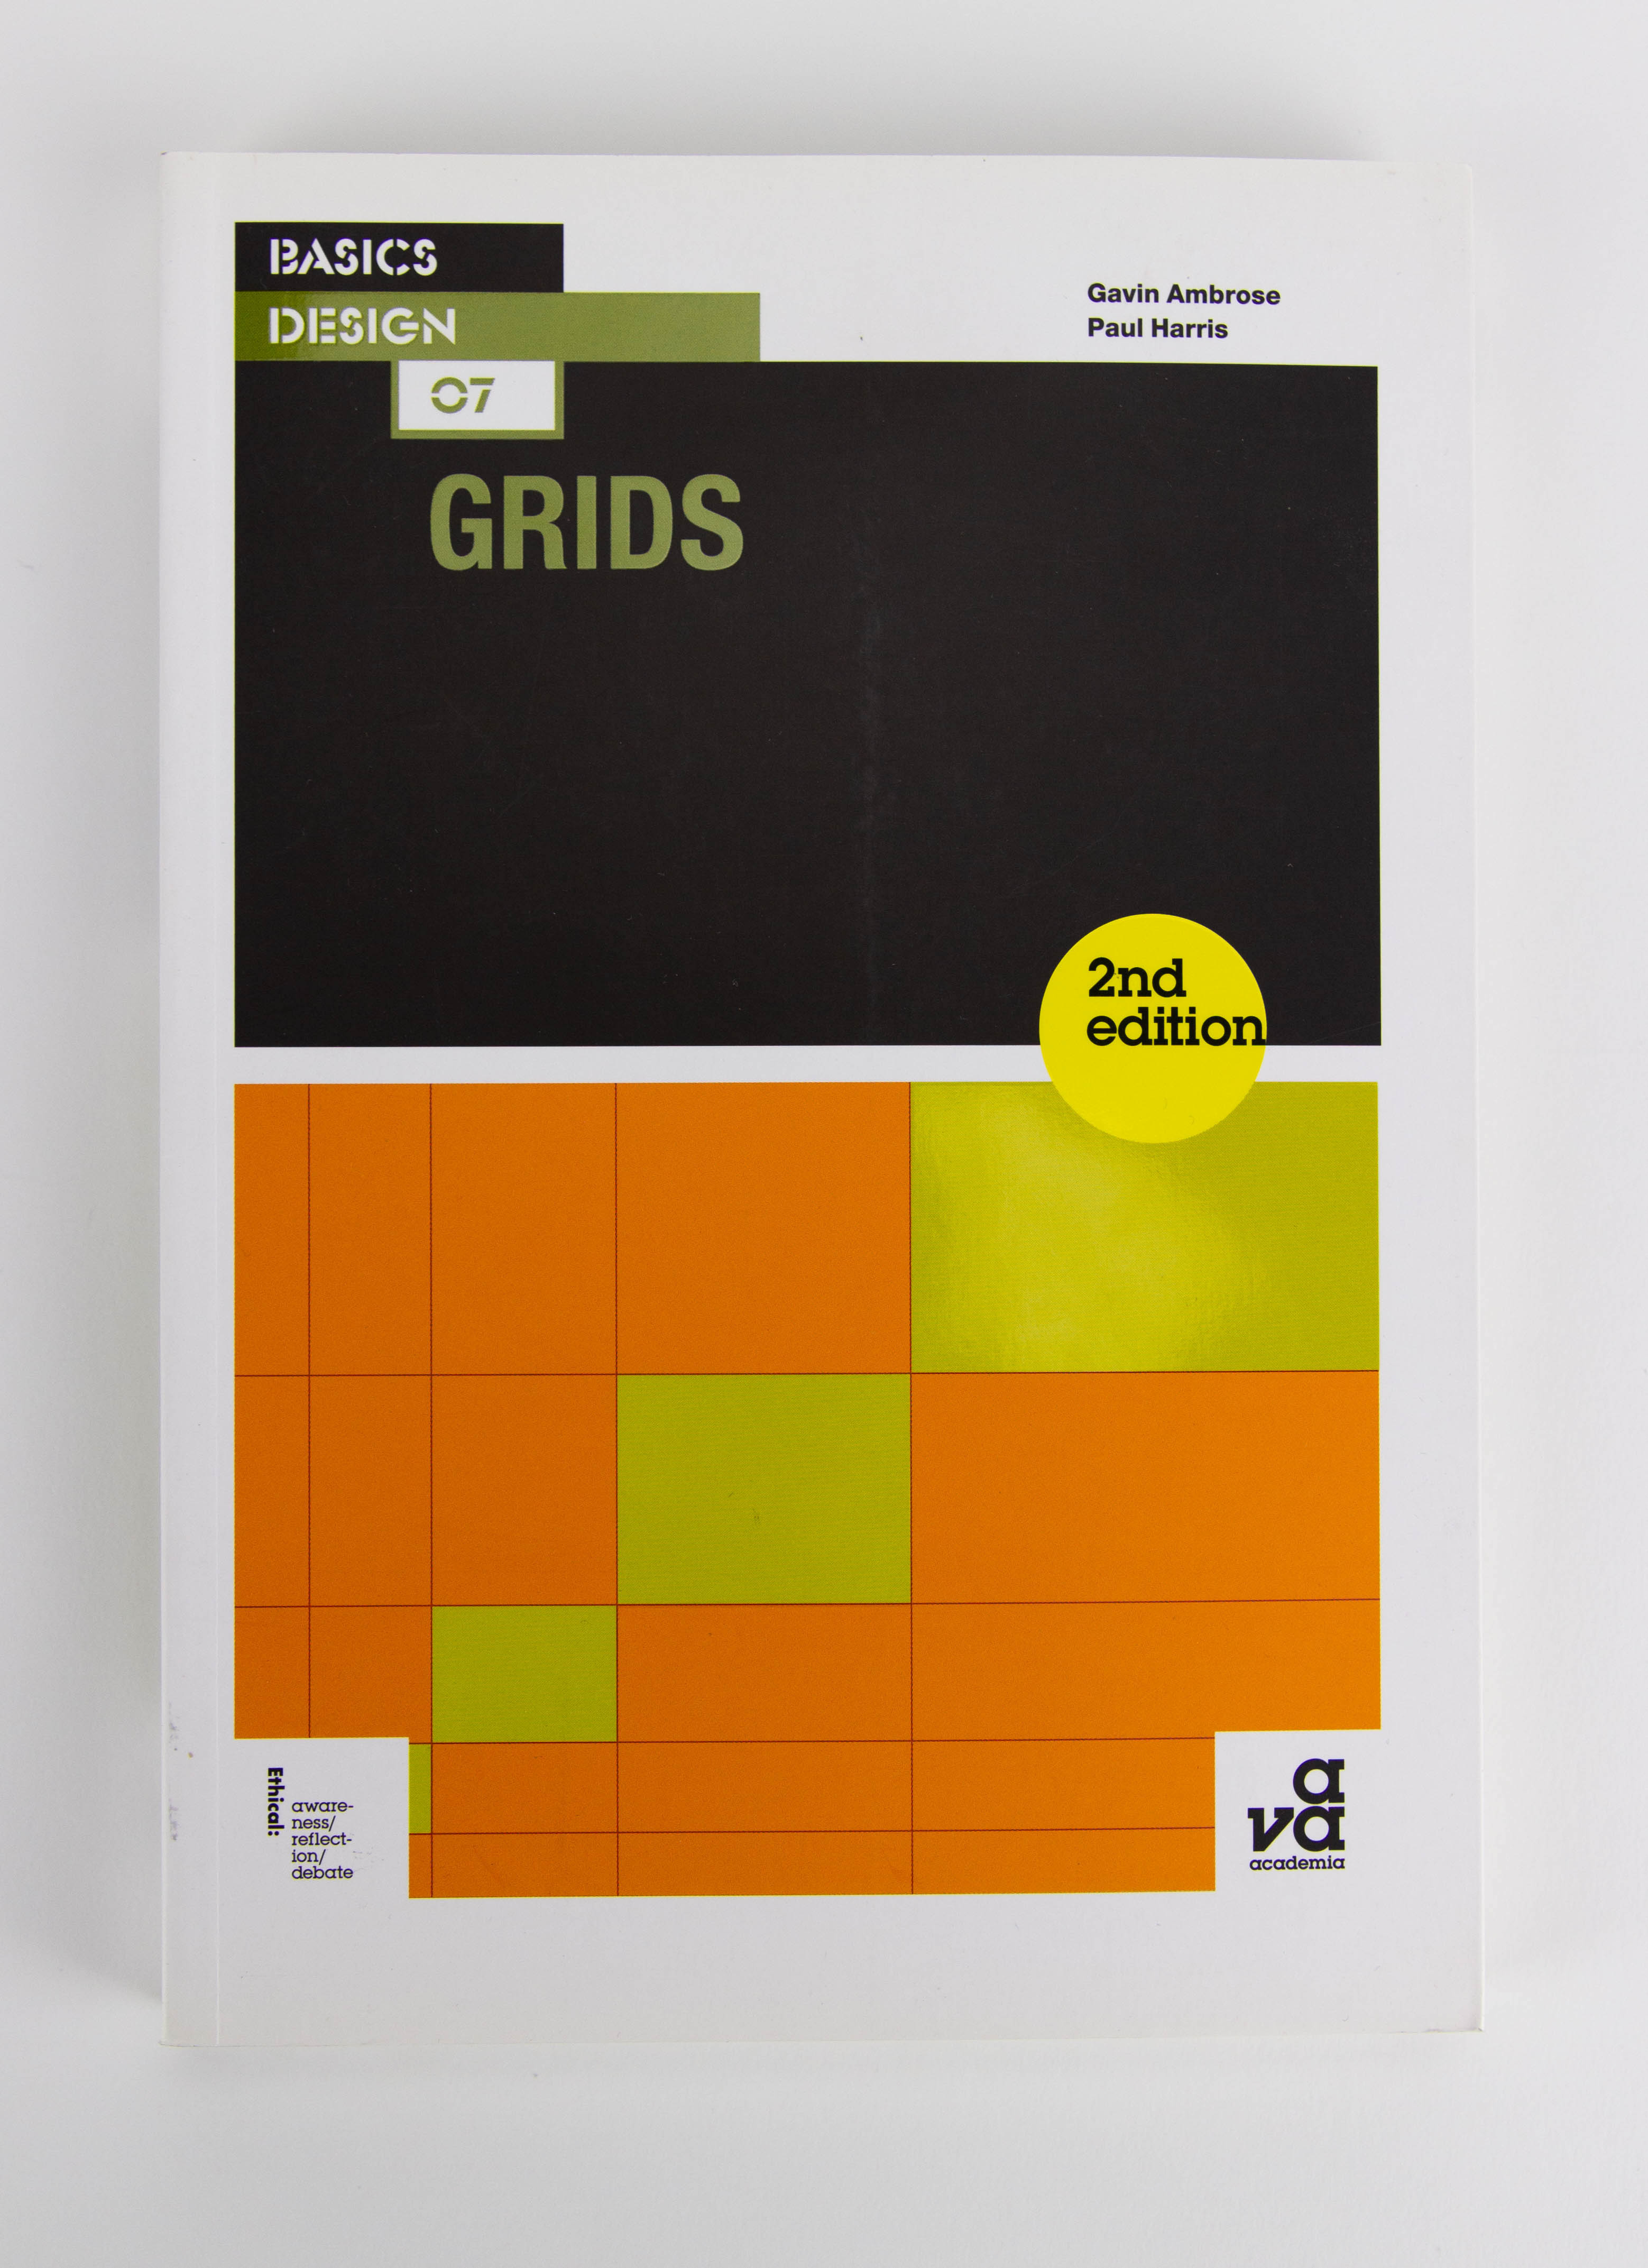 BASICS
DESIGN
07
GRIDS
Gavin Ambrose
Paul Harris
2nd
edition
Ethical:
aware-
ness/
reflect-
ion/
debate
a
va
academia